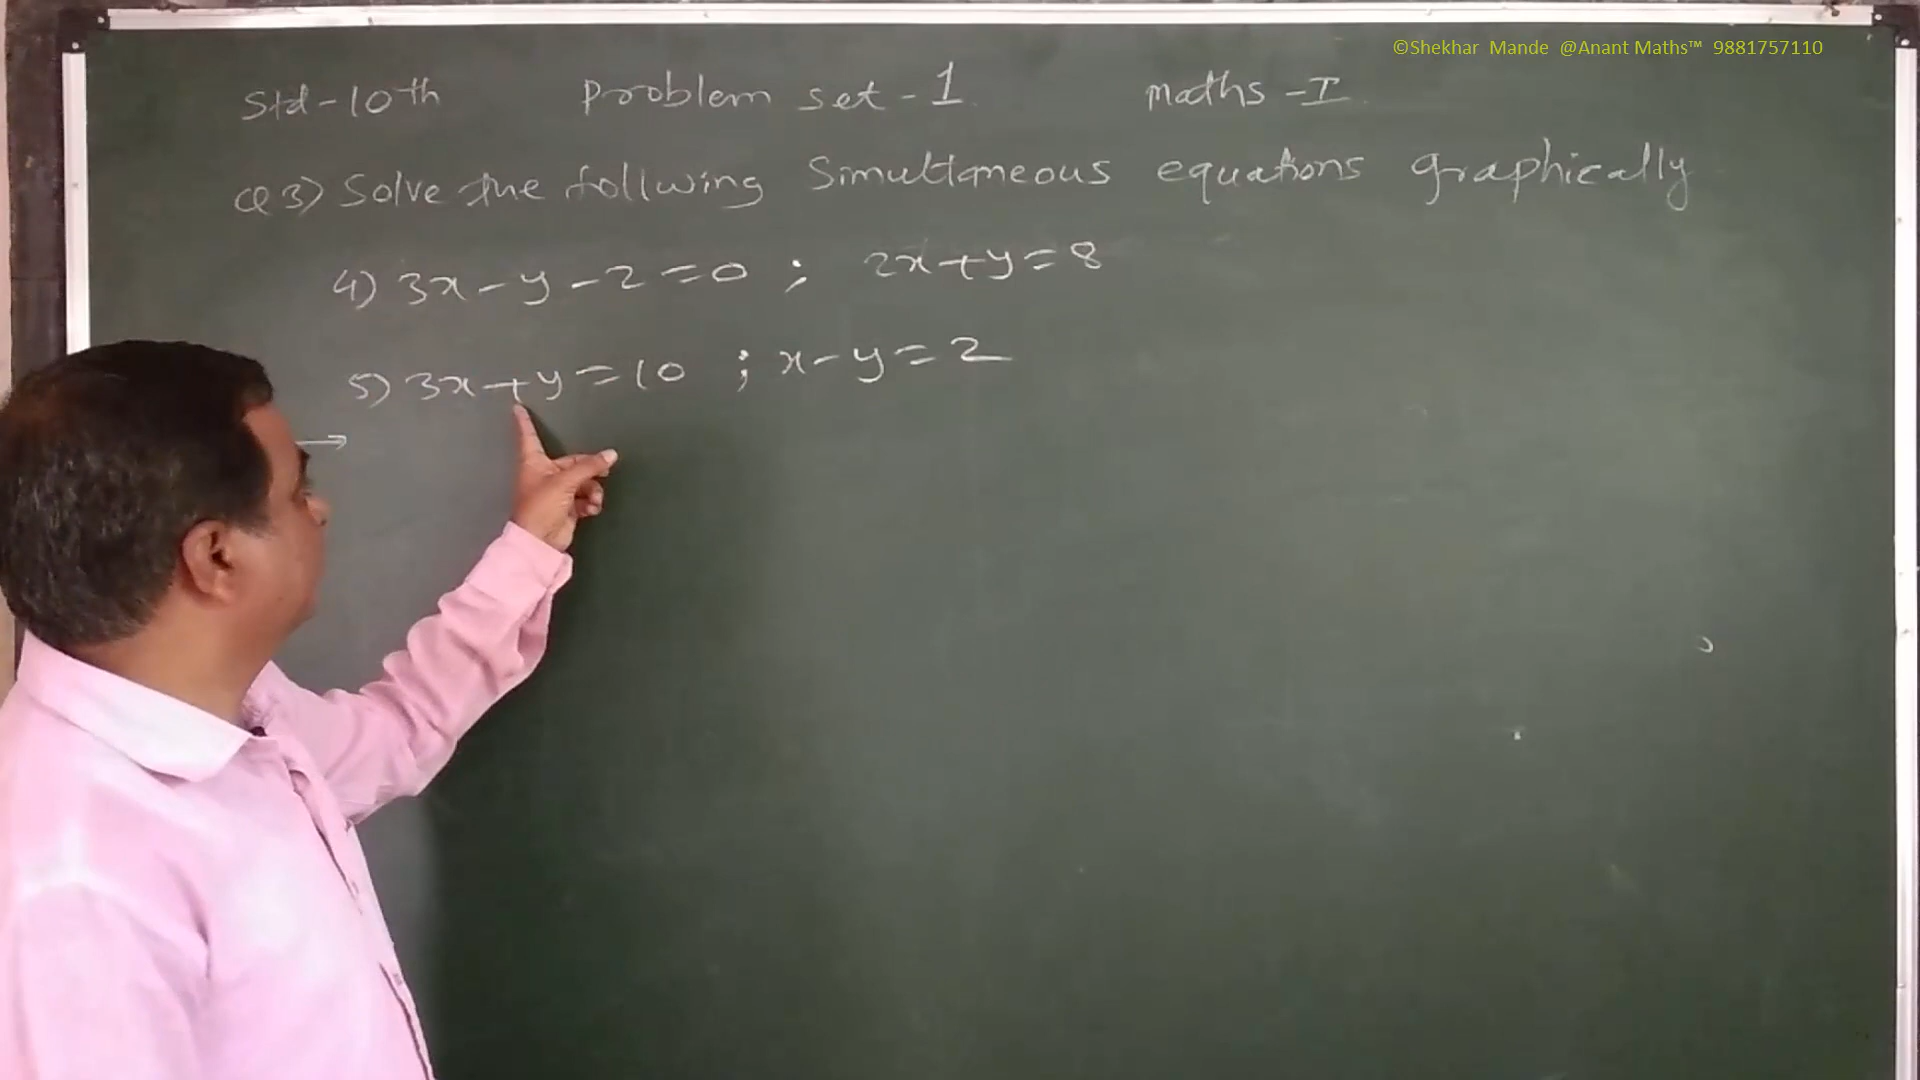 ©Shekhar Mande @Anant Maths™ 9881757110
Std-10th Problem set-1 maths-I
Q3) Solve the follwing Simultaneous equations graphically
4) 3x-y-2=0 ; 2x+y=8
5) 3x+y=10 ; x-y=2
→